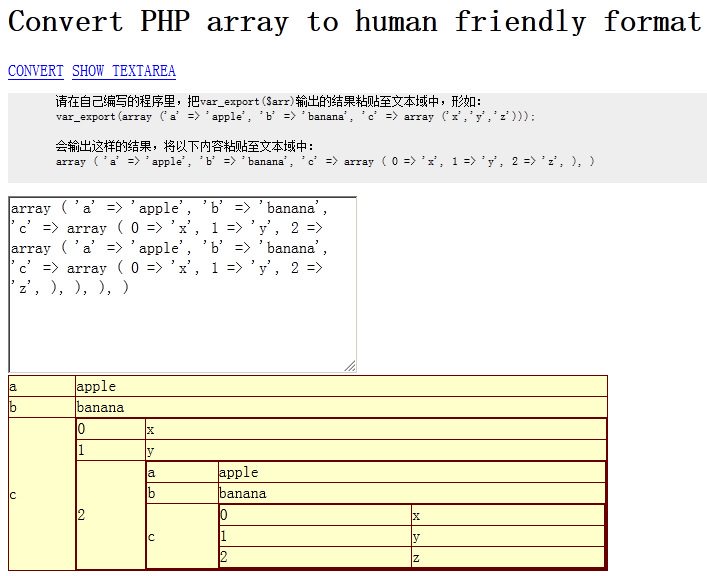 Convert PHP array to human friendly format
CONVERT SHOW TEXTAREA
请在自己编写的程序里，把var_export($arr)输出的结果粘贴至文本域中，形如：
var_export(array ('a' => 'apple', 'b' => 'banana', 'c' => array ('x','y','z')));
会输出这样的结果，将以下内容粘贴至文本域中：
array ( 'a' => 'apple', 'b' => 'banana', 'c' => array ( 0 => 'x', 1 => 'y', 2 => 'z', ), )
array ( 'a' => 'apple', 'b' => 'banana',
'c' => array ( 0 => 'x', 1 => 'y', 2 =>
array ( 'a' => 'apple', 'b' => 'banana',
'c' => array ( 0 => 'x', 1 => 'y', 2 =>
'z', ), ), ), )
a apple
b banana
c
0 x
1 y
2
a apple
b banana
c
0 x
1 y
2 z